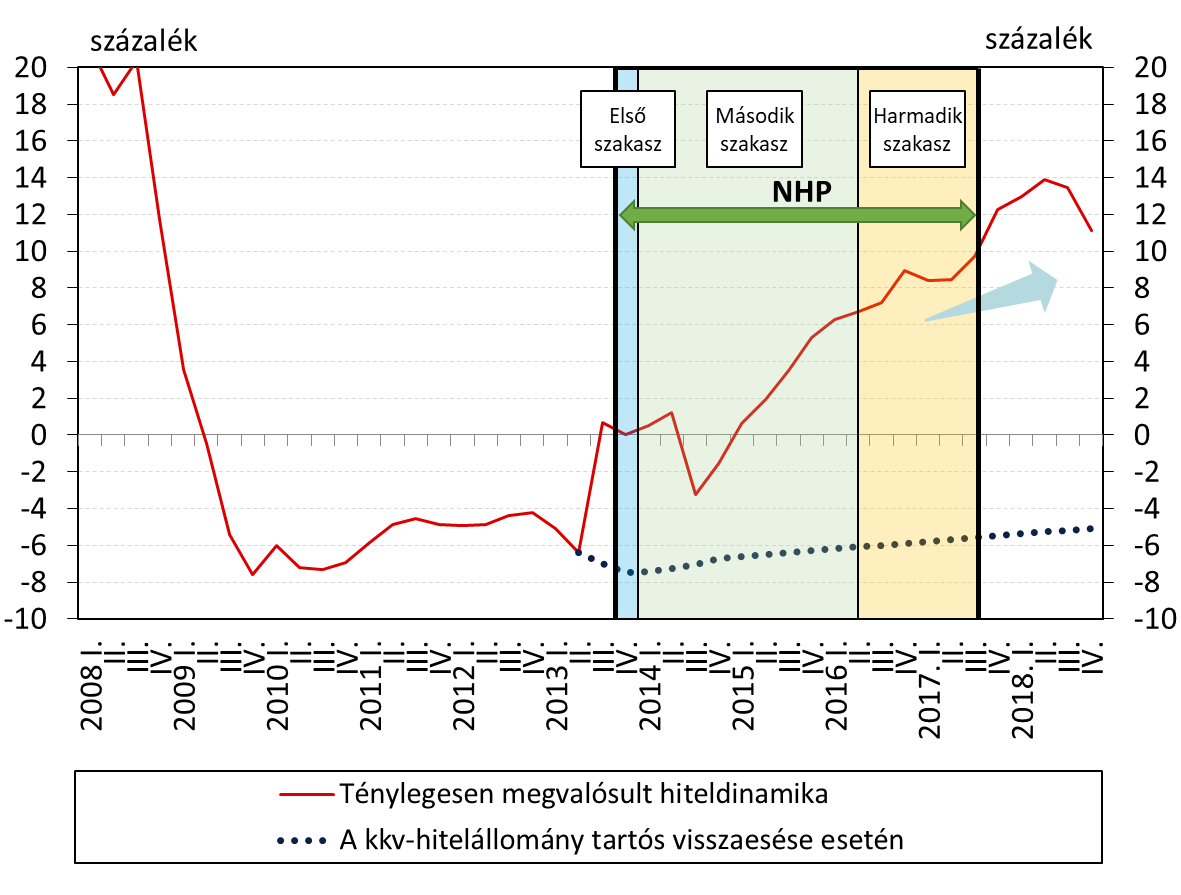 százalék
százalék
20
18
16
14
12
10
8
6
4
2
0
-2
-4
-6
-8
-10
20
18
16
14
12
10
8
6
4
2
0
-2
-4
-6
-8
-10
Első
szakasz
Második
szakasz
Harmadik
szakasz
NHP
2008 I.
II.
III.
IV.
2009 I.
II.
III.
IV.
2010 I.
II.
III.
IV.
2011 I.
II.
III.
IV.
2012 I.
II.
III.
IV.
2013 I.
II.
III.
IV.
2014 I.
II.
III.
IV.
2015 I.
II.
III.
IV.
2016 I.
II.
III.
IV.
2017. I.
II.
III.
IV.
2018. I.
II.
III.
IV.
Ténylegesen megvalósult hiteldinamika
A kkv-hitelállomány tartós visszaesése esetén